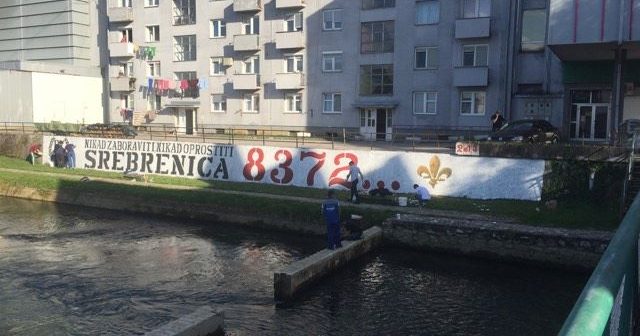 NIKAD ZABORAVITI NIKAD OPROSTITI
SREBRENICA 8372...